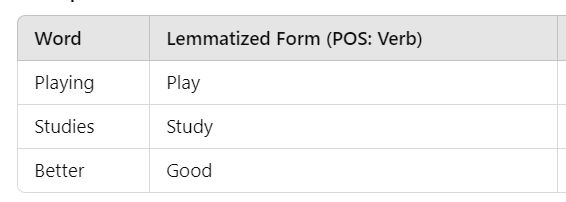 Word Lemmatized Form (POS: Verb)
Playing Play
Studies Study
Better Good